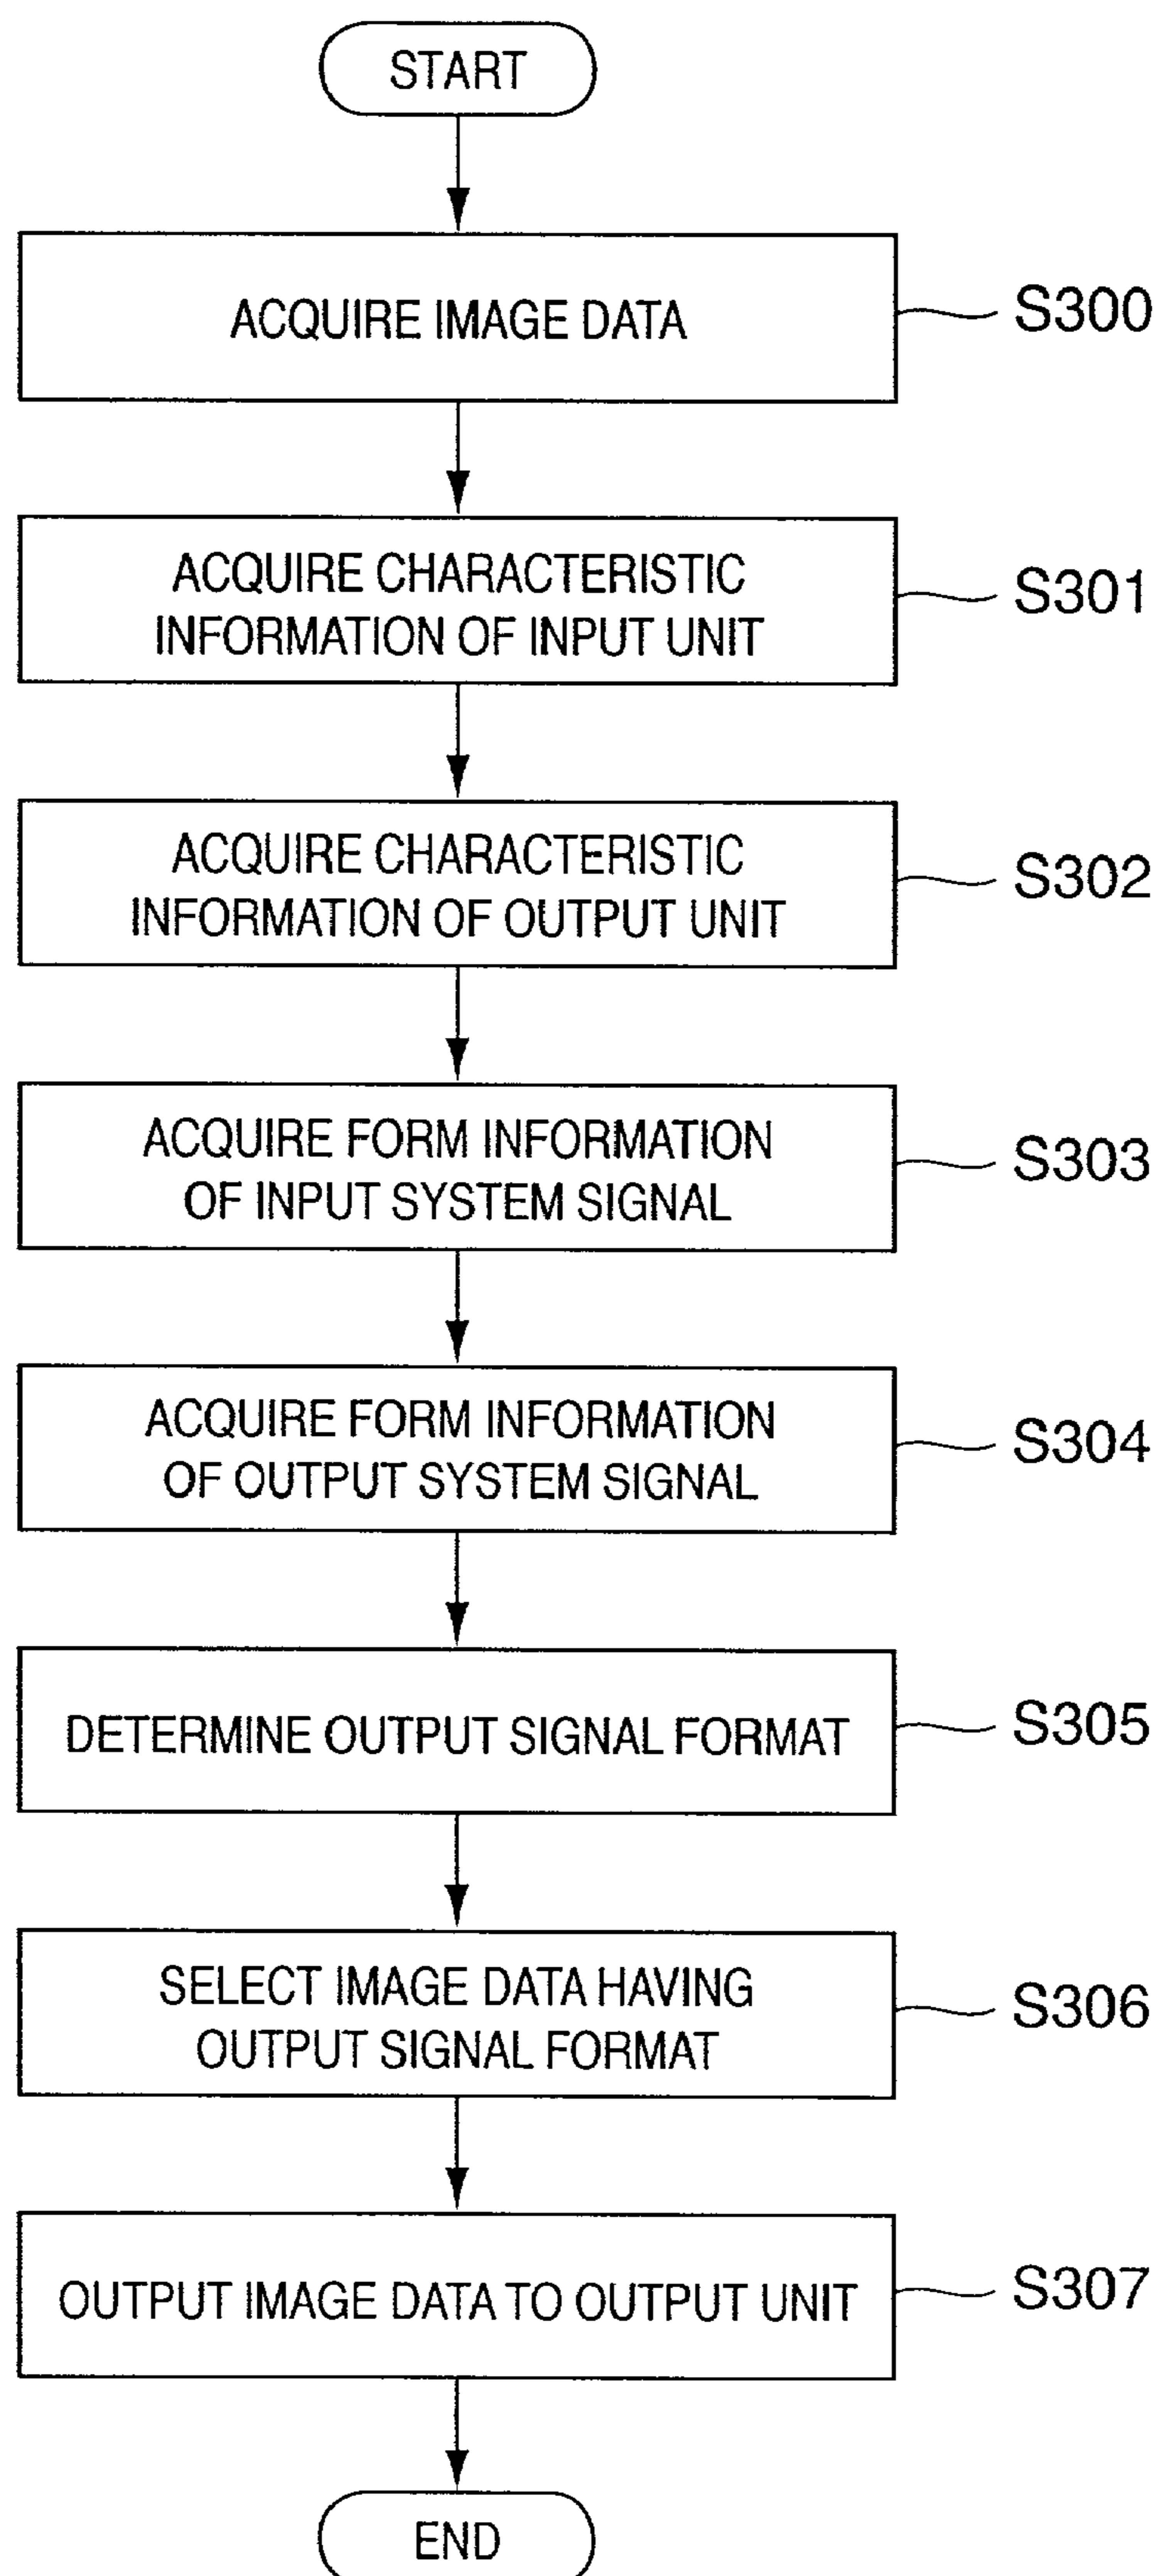 START
ACQUIRE IMAGE DATA
S300
ACQUIRE CHARACTERISTIC
INFORMATION OF INPUT UNIT
S301
ACQUIRE CHARACTERISTIC
INFORMATION OF OUTPUT UNIT
S302
ACQUIRE FORM INFORMATION
OF INPUT SYSTEM SIGNAL
S303
ACQUIRE FORM INFORMATION
OF OUTPUT SYSTEM SIGNAL
S304
DETERMINE OUTPUT SIGNAL FORMAT
S305
SELECT IMAGE DATA HAVING
OUTPUT SIGNAL FORMAT
S306
OUTPUT IMAGE DATA TO OUTPUT UNIT
S307
END